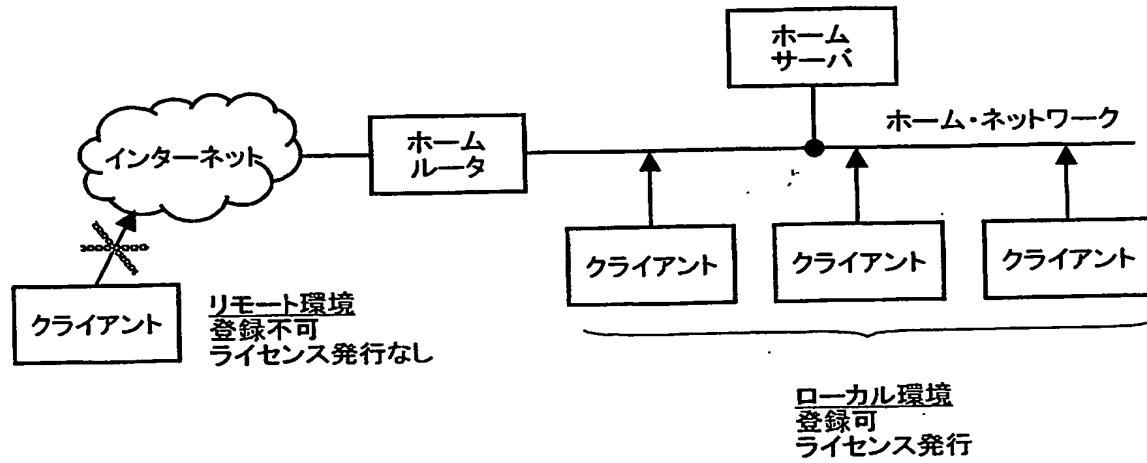 ホーム
サーバ
ホーム・ネットワーク
インターネット
ホーム
ルータ
クライアント
クライアント
クライアント
クライアント
リモート環境
登録不可
ライセンス発行なし
ローカル環境
登録可
ライセンス発行